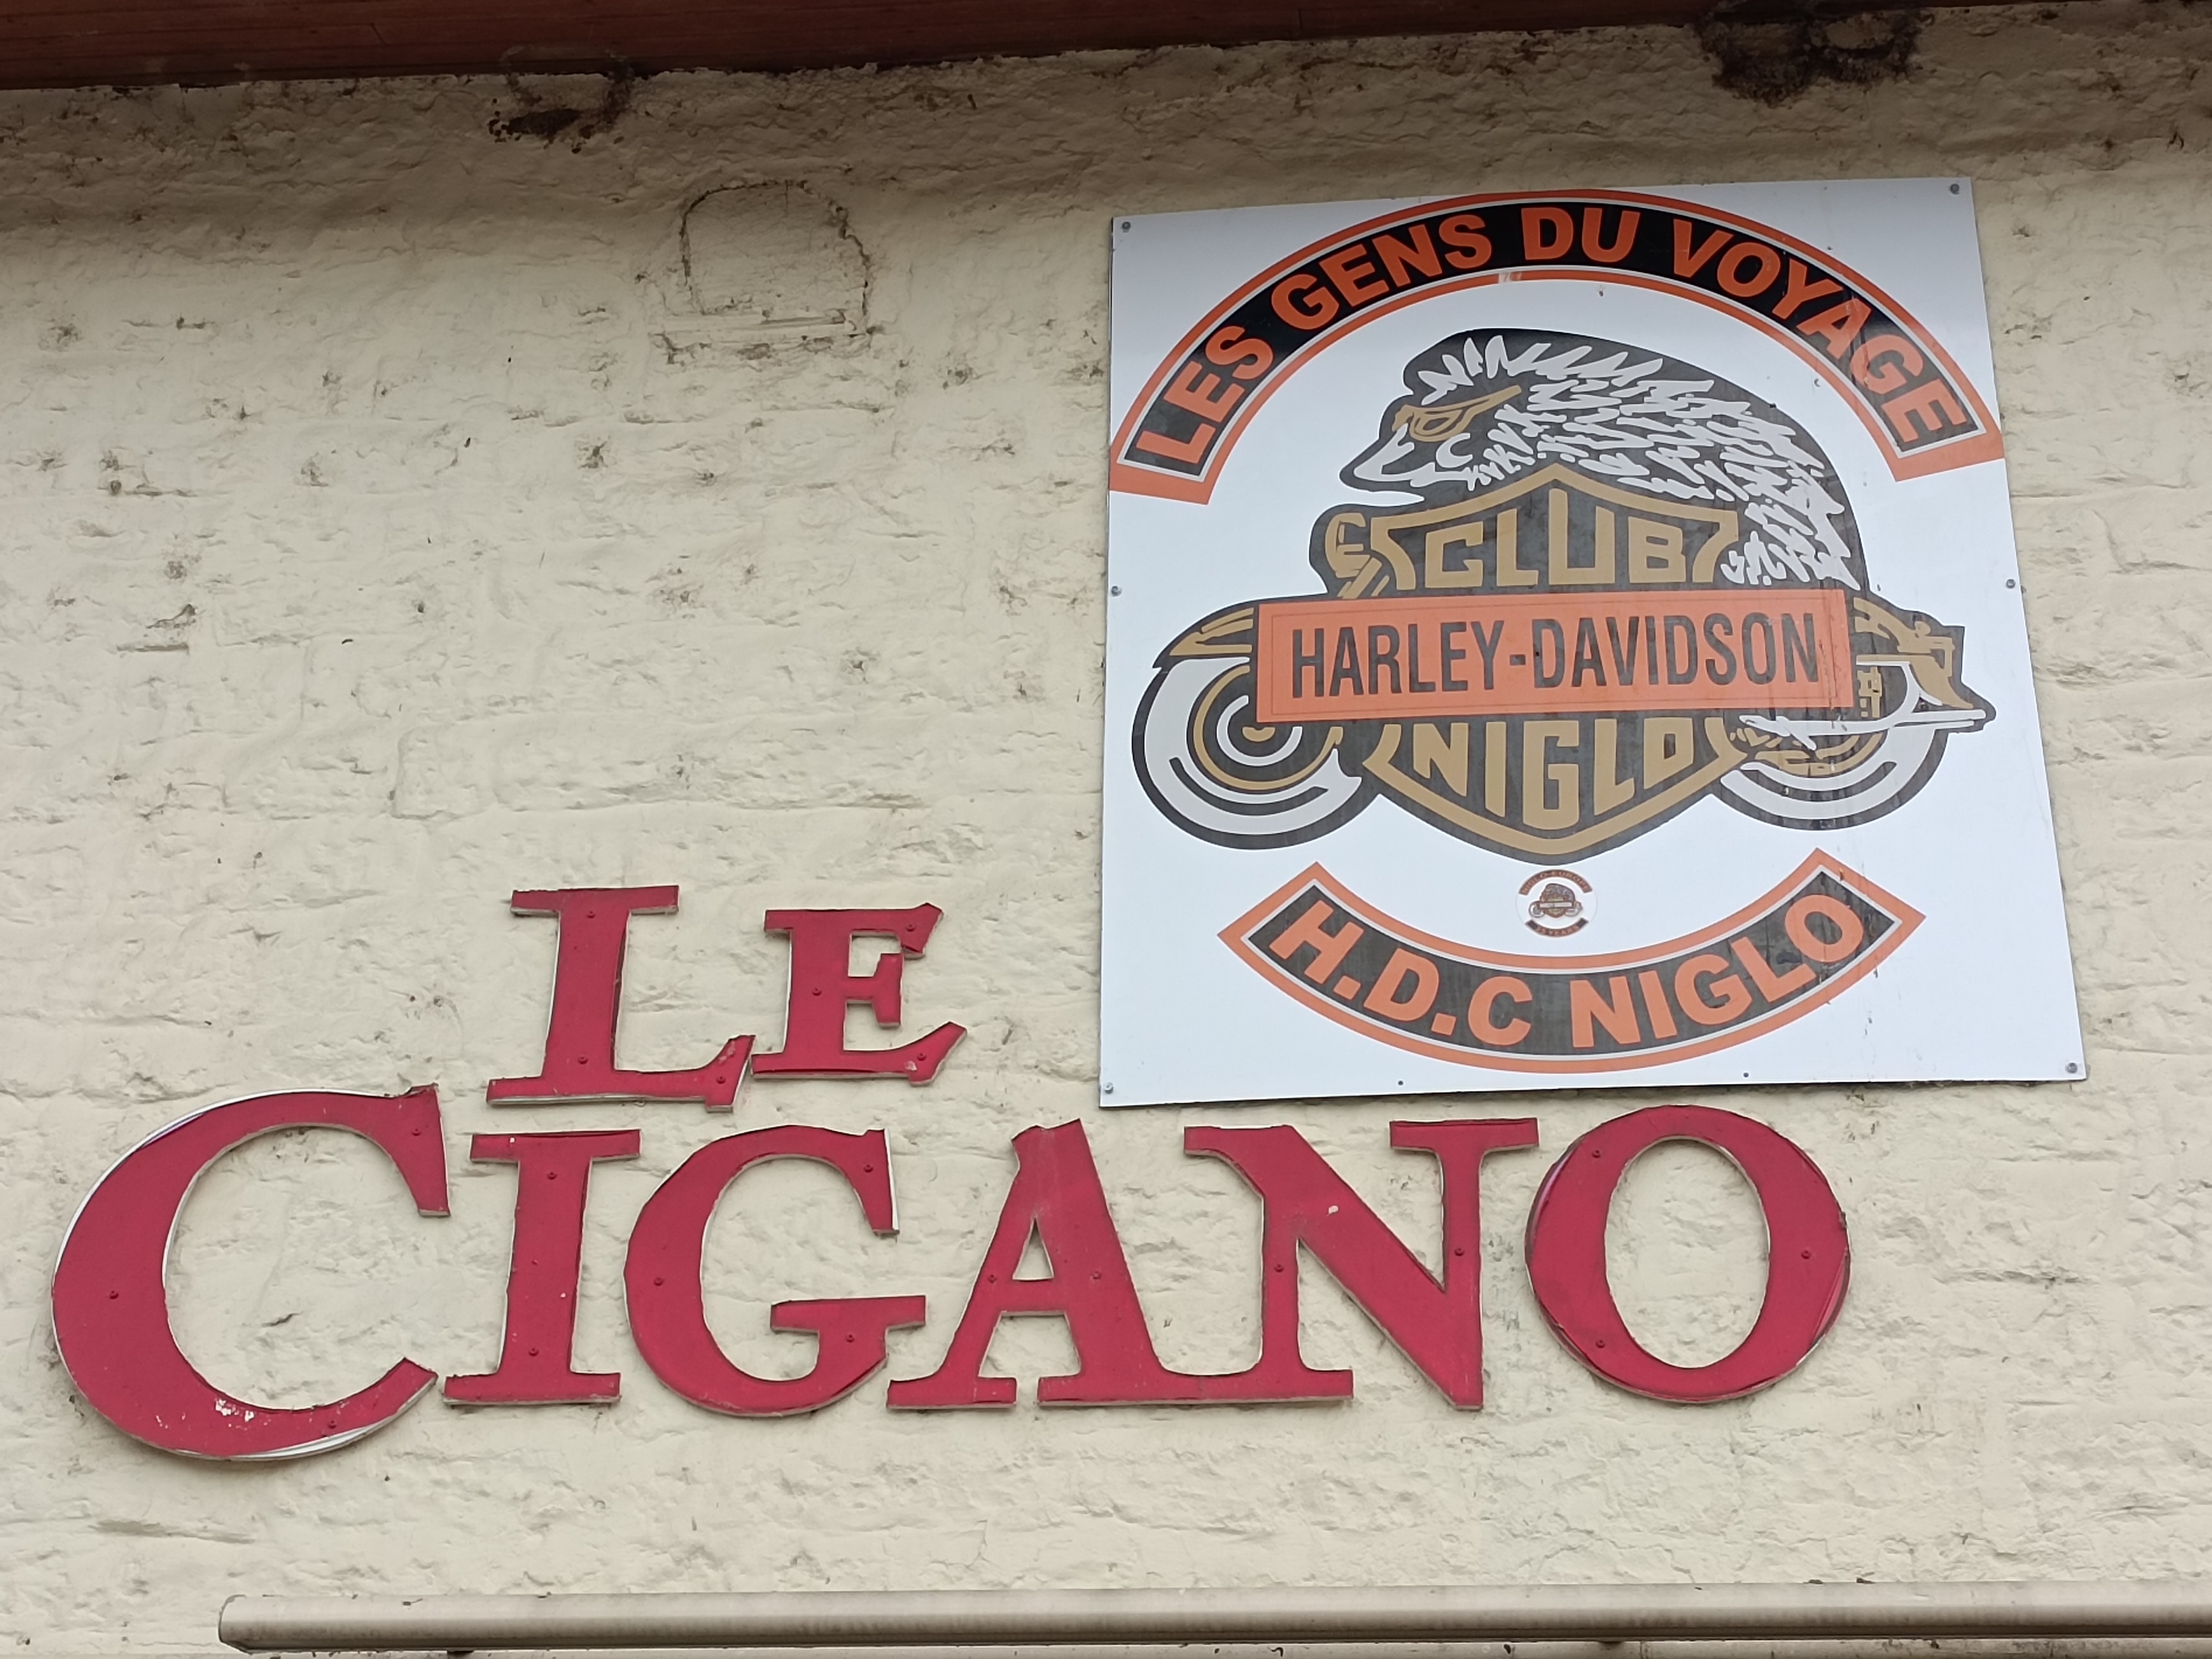 LES GENS DU VOYAGE
CLUB
HARLEY-DAVIDSON
NIGLO
H.D.C NIGLO
LE
CIGANO